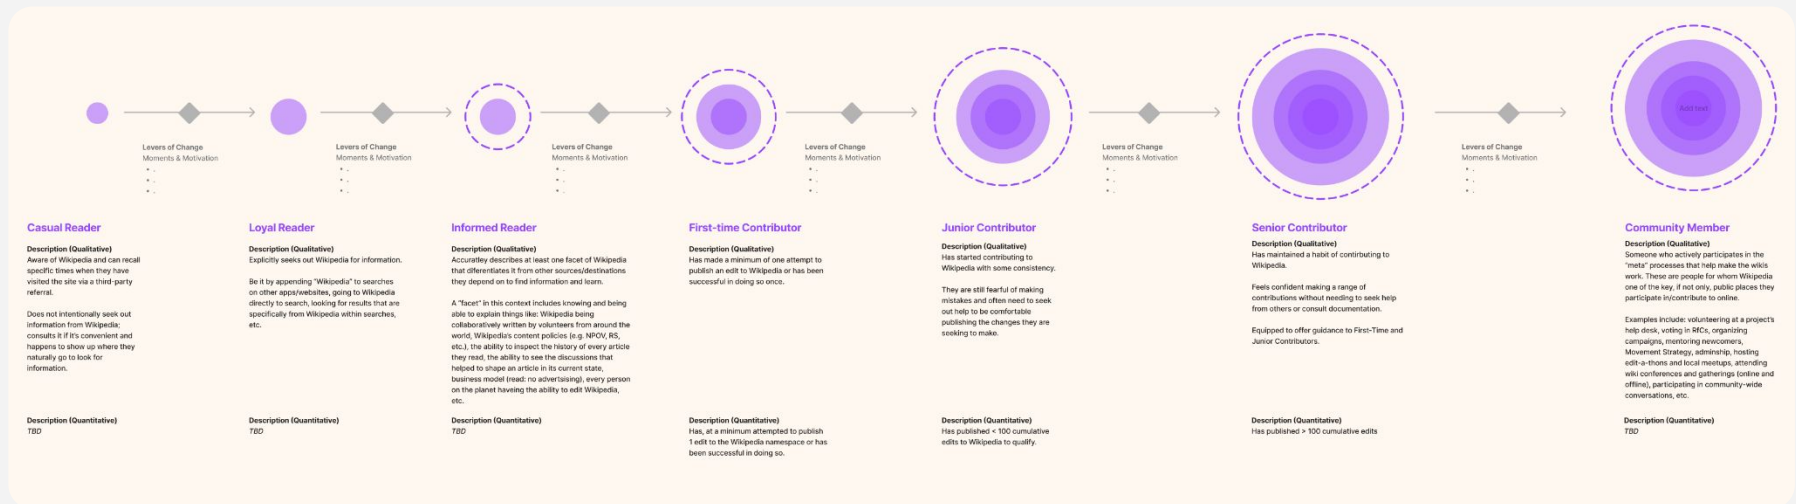 Add text
Levers of Change
Moments & Motivation
• .
• .
• .
Levers of Change
Moments & Motivation
• .
• .
• .
Levers of Change
Moments & Motivation
• .
• .
• .
Levers of Change
Moments & Motivation
• .
• .
• .
Levers of Change
Moments & Motivation
• .
• .
• .
Levers of Change
Moments & Motivation
• .
• .
• .
Casual Reader
Description (Qualitative)
Aware of Wikipedia and can recall
specific times when they have
visited the site via a third-party
referral.
Does not intentionally seek out
information from Wikipedia;
consults it if it's convenient and
happens to show up where they
naturally go to look for
information.
Description (Quantitative)
TBD
Loyal Reader
Description (Qualitative)
Explicitly seeks out Wikipedia for information.
Be it by appending "Wikipedia" to searches
on other apps/websites, going to Wikipedia
directly to search, looking for results that are
specifically from Wikipedia within searches,
etc.
Description (Quantitative)
TBD
Informed Reader
Description (Qualitative)
Accuratley describes at least one facet of Wikipedia
that diferentiates it from other sources/destinations
they depend on to find information and learn.
A "facet" in this context includes knowing and being
able to explain things like: Wikipedia being
collaboratively written by volunteers from around the
world, Wikipedia's content policies (e.g. NPOV, RS,
etc.), the ability to inspect the history of every article
they read, the ability to see the discussions that
helped to shape an article in its current state,
business model (read: no advertsising), every person
on the planet haveing the ability to edit Wikipedia,
etc.
Description (Quantitative)
TBD
First-time Contributor
Description (Qualitative)
Has made a minimum of one attempt to
publish an edit to Wikipedia or has been
successful in doing so once.
Description (Quantitative)
Has, at a minimum attempted to publish
1 edit to the Wikipedia namespace or has
been successful in doing so.
Junior Contributor
Description (Qualitative)
Has started contributing to
Wikipedia with some consistency.
They are still fearful of making
mistakes and often need to seek
out help to be comfortable
publishing the changes they are
seeking to make.
Description (Quantitative)
Has published < 100 cumulative
edits to Wikipedia to qualify.
Senior Contributor
Description (Qualitative)
Has maintained a habit of contirbuting to
Wikipedia.
Feels confident making a range of
contributions without needing to seek help
from others or consult documentation.
Equipped to offer guidance to First-Time and
Junior Contributors.
Description (Quantitative)
Has published > 100 cumulative edits
Community Member
Description (Qualitative)
Someone who actively participates in the
"meta" processes that help make the wikis
work. These are people for whom Wikipedia
one of the key, if not only, public places they
participate in/contribute to online.
Examples include: volunteering at a project's
help desk, voting in RfCs, organizing
campaigns, mentoring newcomers,
Movement Strategy, adminship, hosting
edit-a-thons and local meetups, attending
wiki conferences and gatherings (online and
offline), participating in community-wide
conversations, etc.
Description (Quantitative)
TBD